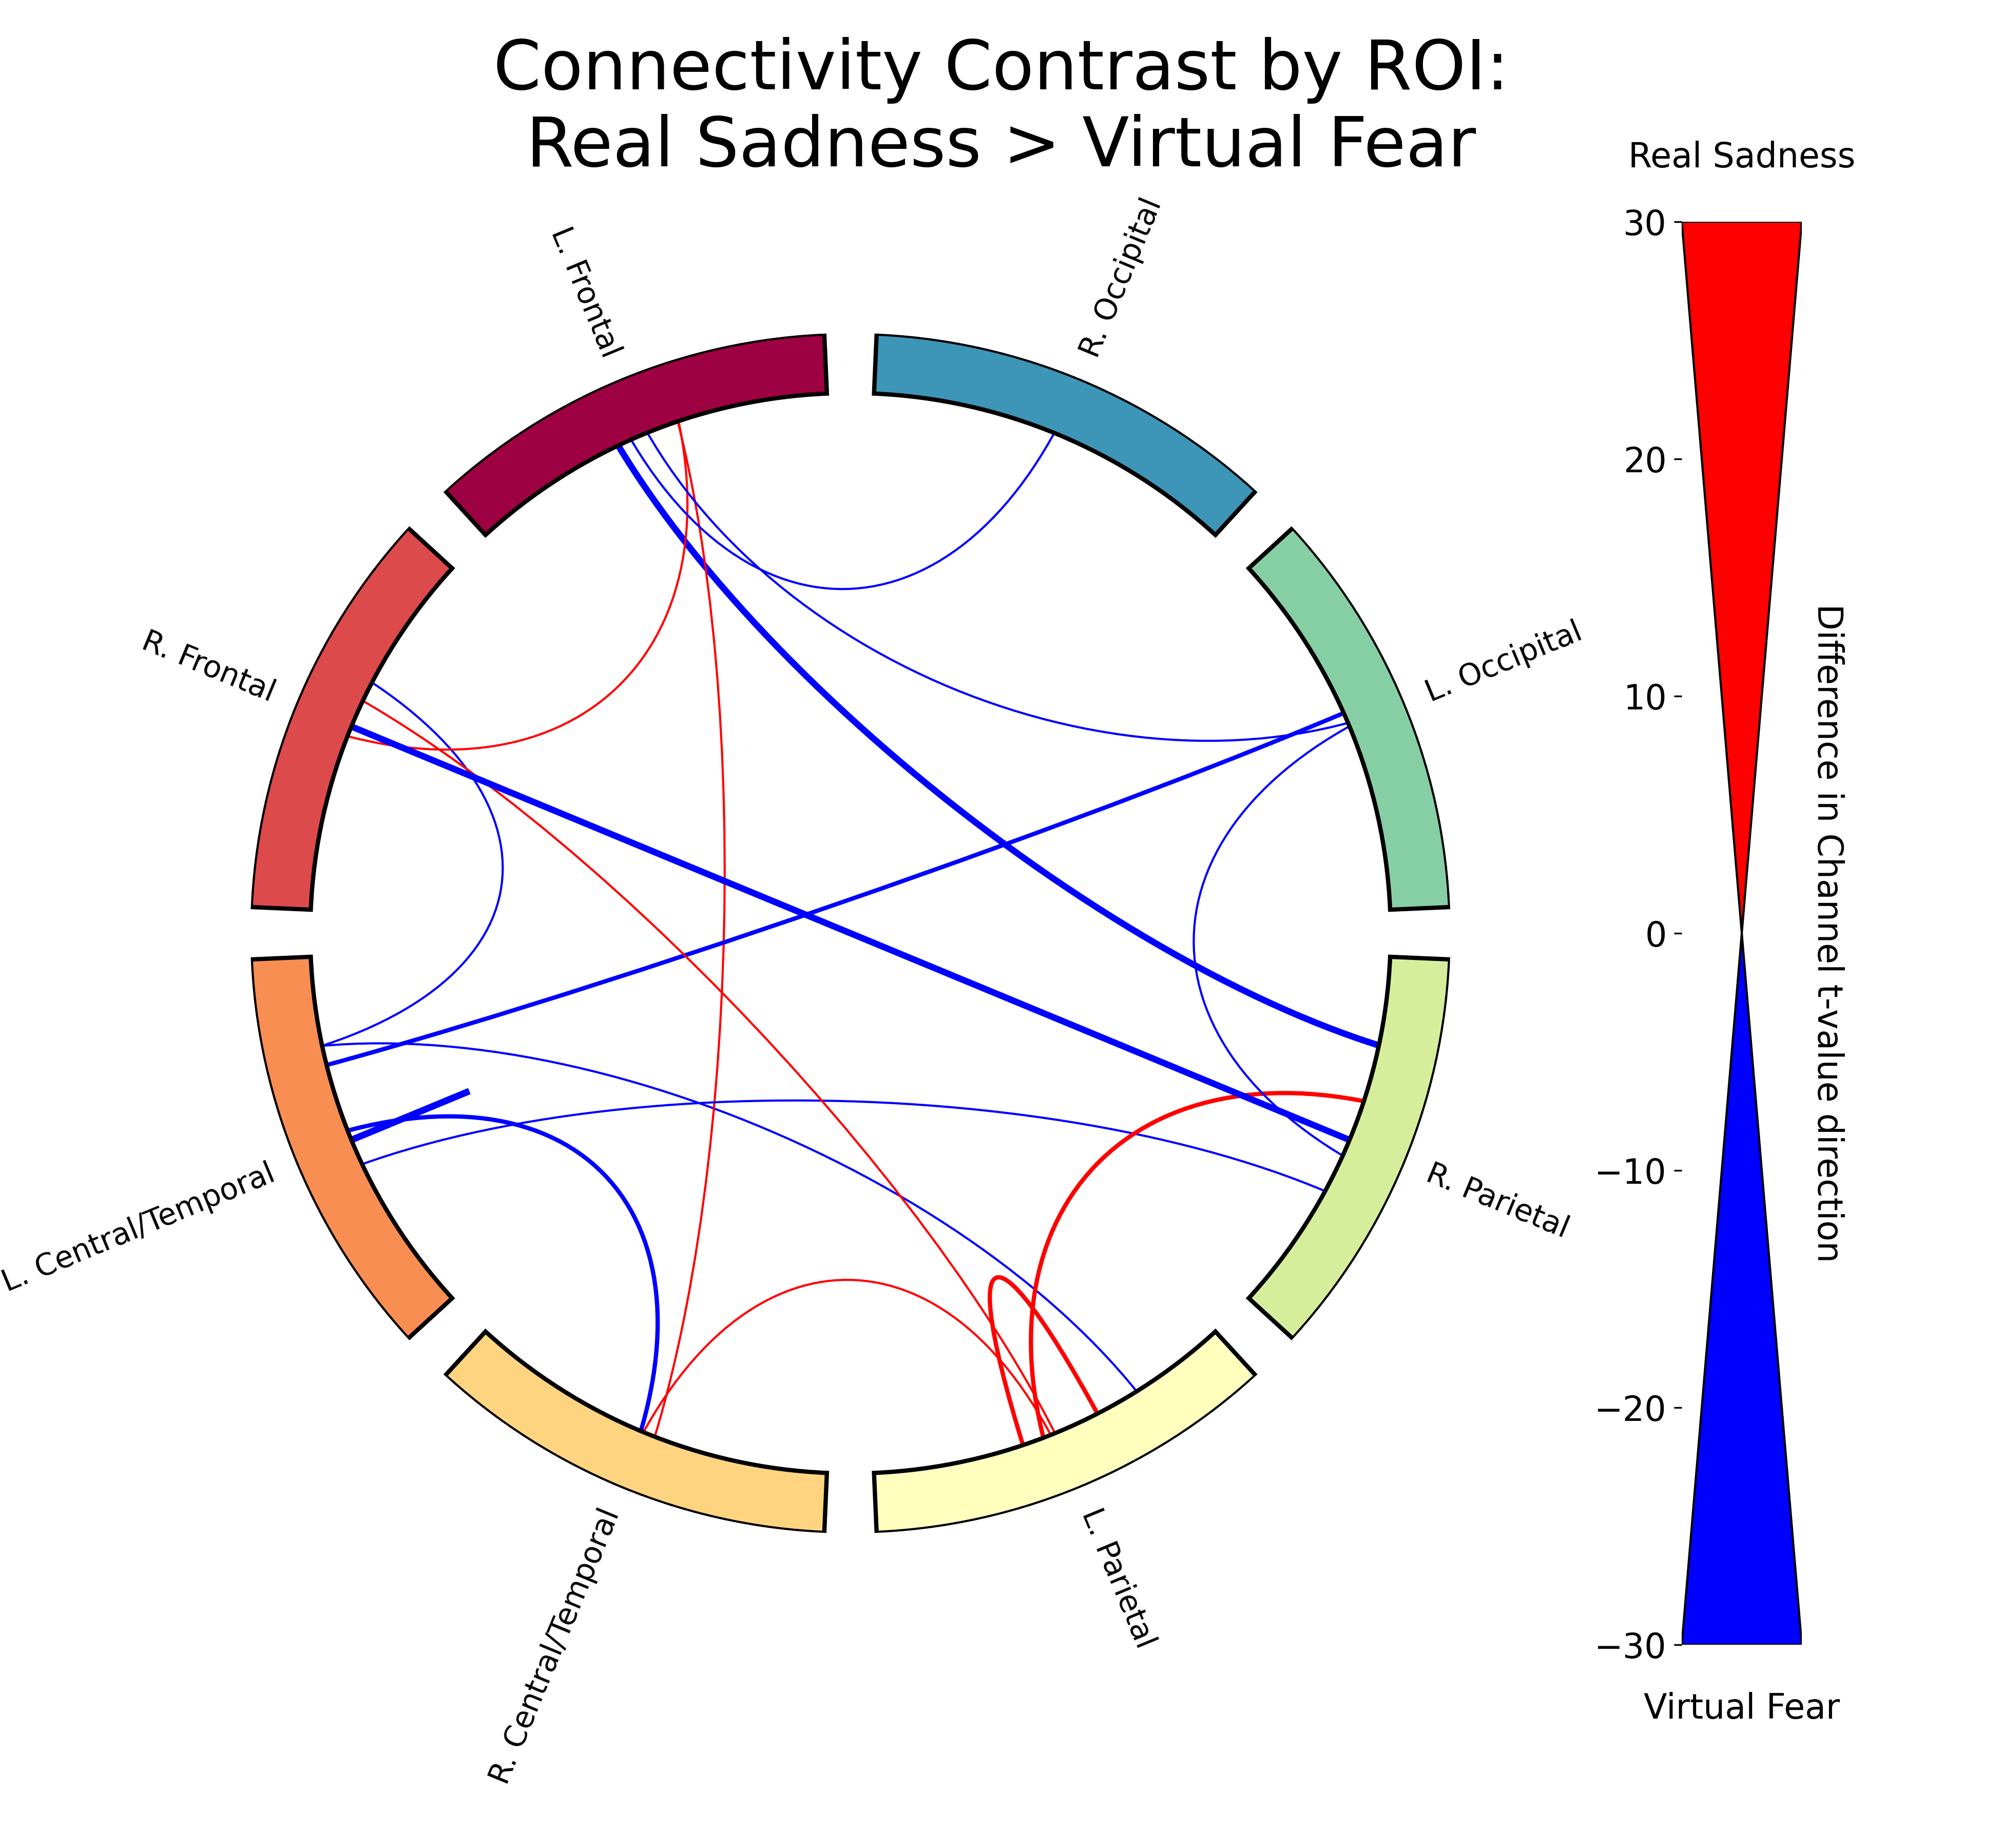 Connectivity Contrast by ROI:
Real Sadness > Virtual Fear
Real Sadness
L. Frontal
R. Occipital
R. Frontal
L. Occipital
L. Central/Temporal
R. Parietal
R. Central/Temporal
L. Parietal
30
20
10
0
−10
−20
−30
Difference in Channel t-value direction
Virtual Fear